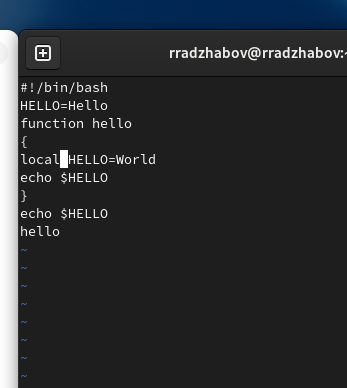 rradzhabov@rradzhabov:
#!/bin/bash
HELLO=Hello
function hello
{
local HELLO=World
echo $HELLO
}
echo $HELLO
hello
~
~
~
~
~
~
~
~